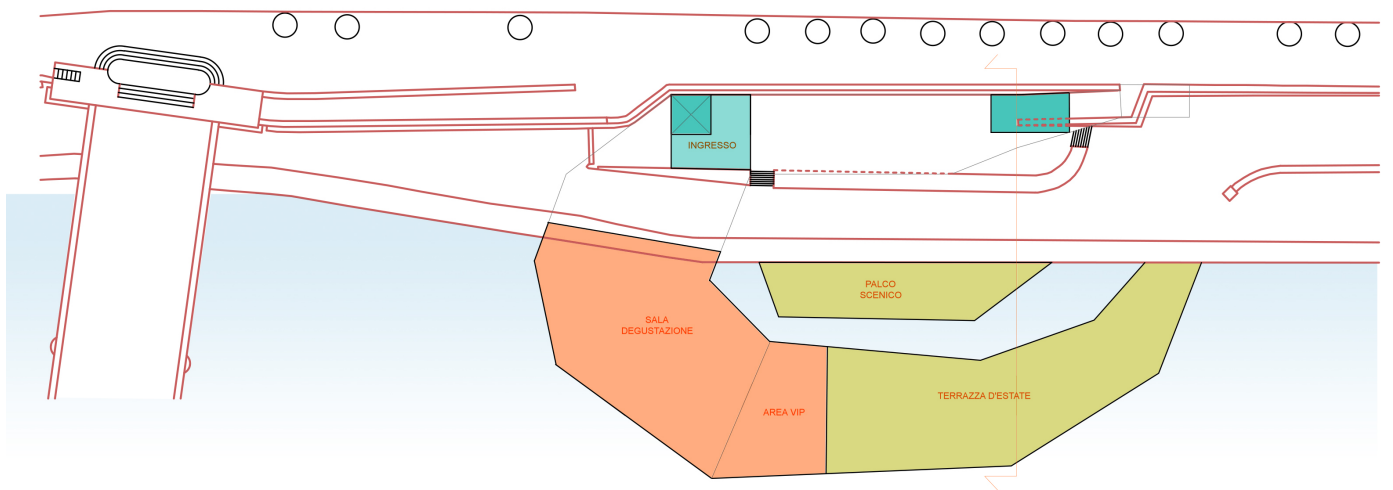 INGRESSO
PALCO
SCENICO
SALA
DEGUSTAZIONE
AREA VIP
TERRAZZA D'ESTATE